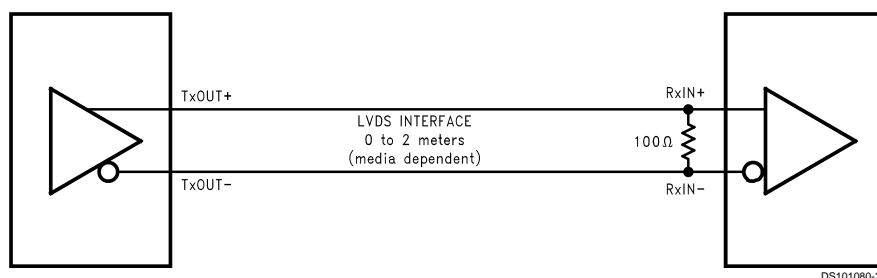 TxOUT+
RxIN+
LVDS INTERFACE
0 to 2 meters
(media dependent)
100Ω
TxOUT−
RxIN−